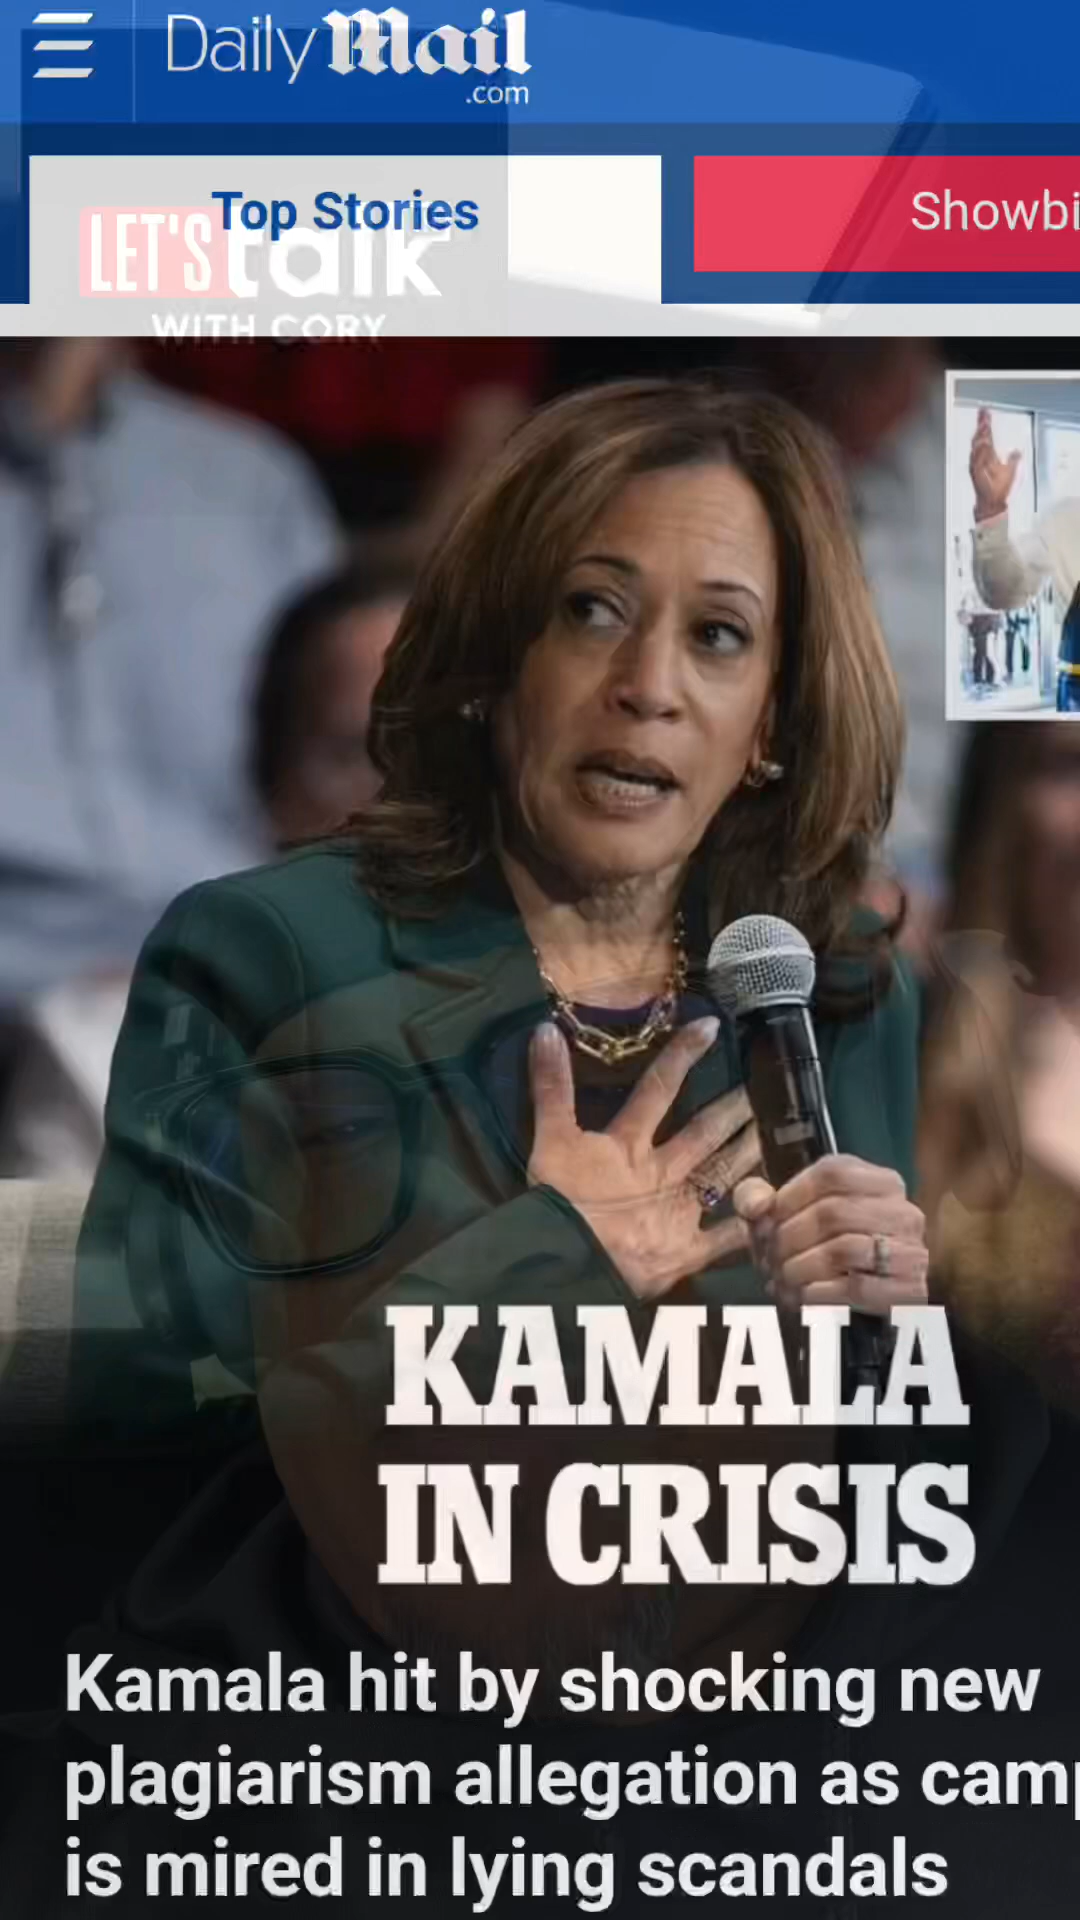 Daily Mail
.com
Top Stories
Showbi
LET'S talk
WITH CORY
KAMALA
IN CRISIS
Kamala hit by shocking new
plagiarism allegation as camp
is mired in lying scandals